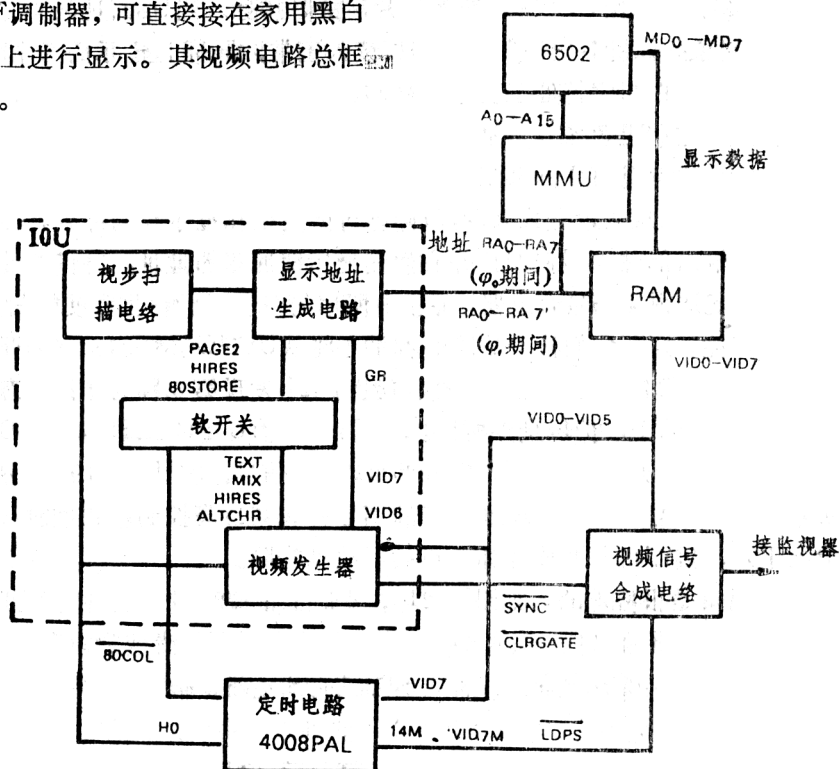 调制器，可直接接在家用黑白
上进行显示。其视频电路总框
。
6502
MD0—MD7
A0—A15
MMU
显示数据
IOU
视步扫
描电络
显示地址
生成电路
地址 RA0—RA7
(φ0期间)
RA0—RA7'
(φ1期间)
RAM
VID0—VID7
PAGE2
HIRES
80STORE
GR
软开关
VID0—VID5
TEXT
MIX
HIRES
ALTCHR
VID7
VID6
视频发生器
视频信号
合成电络
接监视器
SYNC
CLRGATE
80COL
VID7
定时电路
4008PAL
H0
14M
VID7M
LDPS